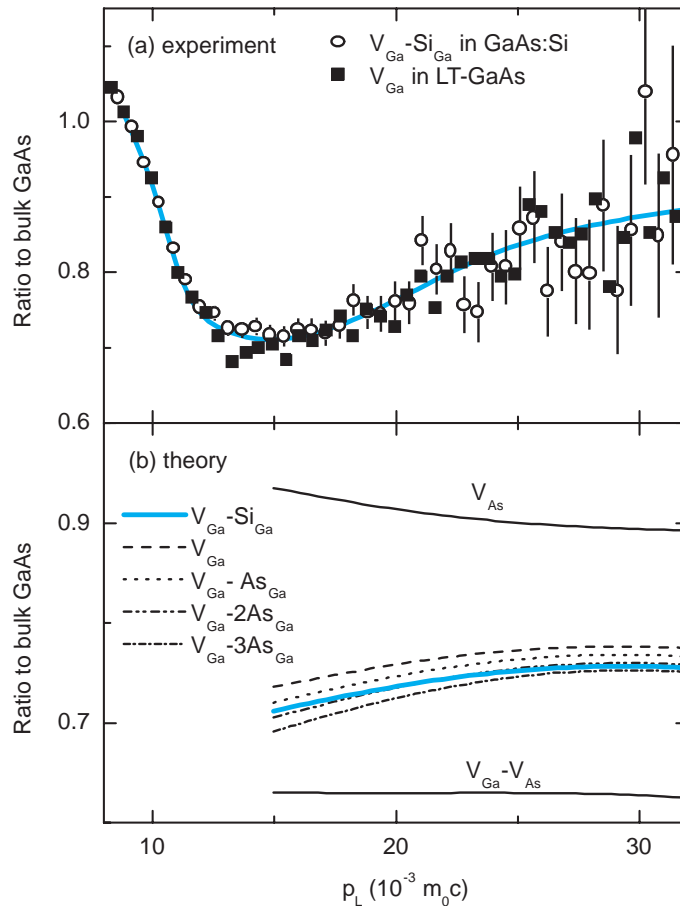 (a) experiment
V_Ga-Si_Ga in GaAs:Si
V_Ga in LT-GaAs
Ratio to bulk GaAs
1.0
0.8
0.6
(b) theory
V_As
V_Ga-Si_Ga
V_Ga
V_Ga- As_Ga
V_Ga-2As_Ga
V_Ga-3As_Ga
V_Ga-V_As
Ratio to bulk GaAs
0.9
0.7
10 20 30
p_L (10^-3 m_0c)